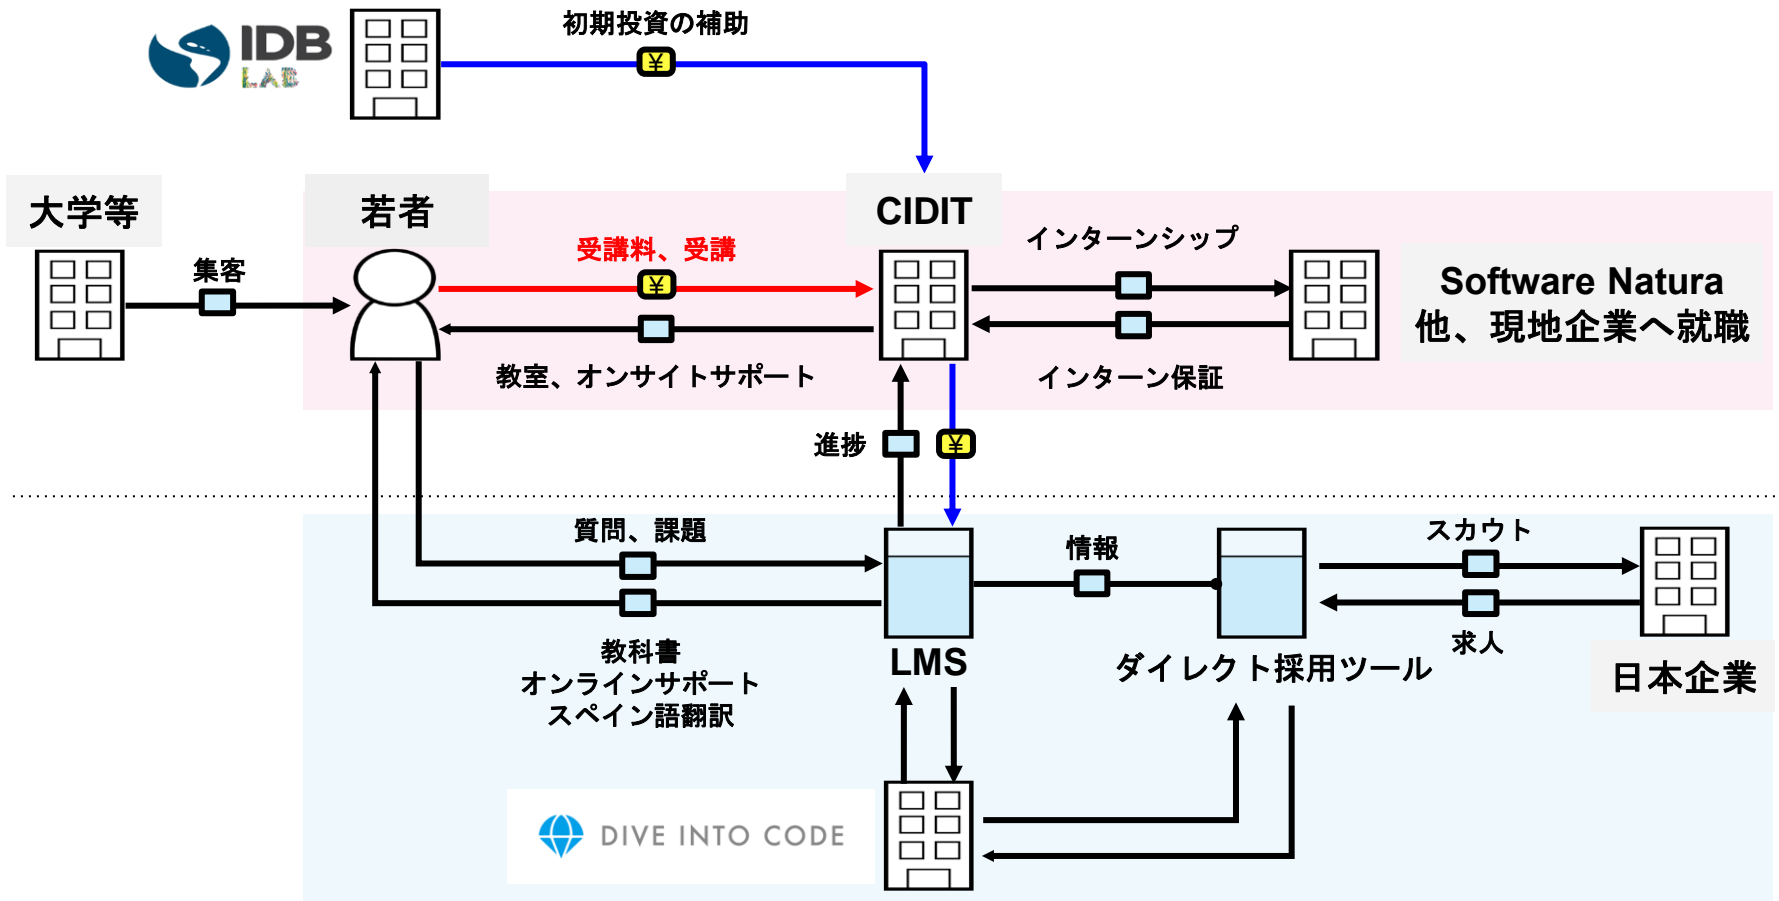 初期投資の補助
¥
IDB
LAB
大学等
若者
CIDIT
集客
受講料、受講
¥
インターンシップ
Software Natura
他、現地企業へ就職
教室、オンサイトサポート
インターン保証
進捗
¥
質問、課題
情報
スカウト
教科書
オンラインサポート
スペイン語翻訳
LMS
ダイレクト採用ツール
求人
日本企業
DIVE INTO CODE